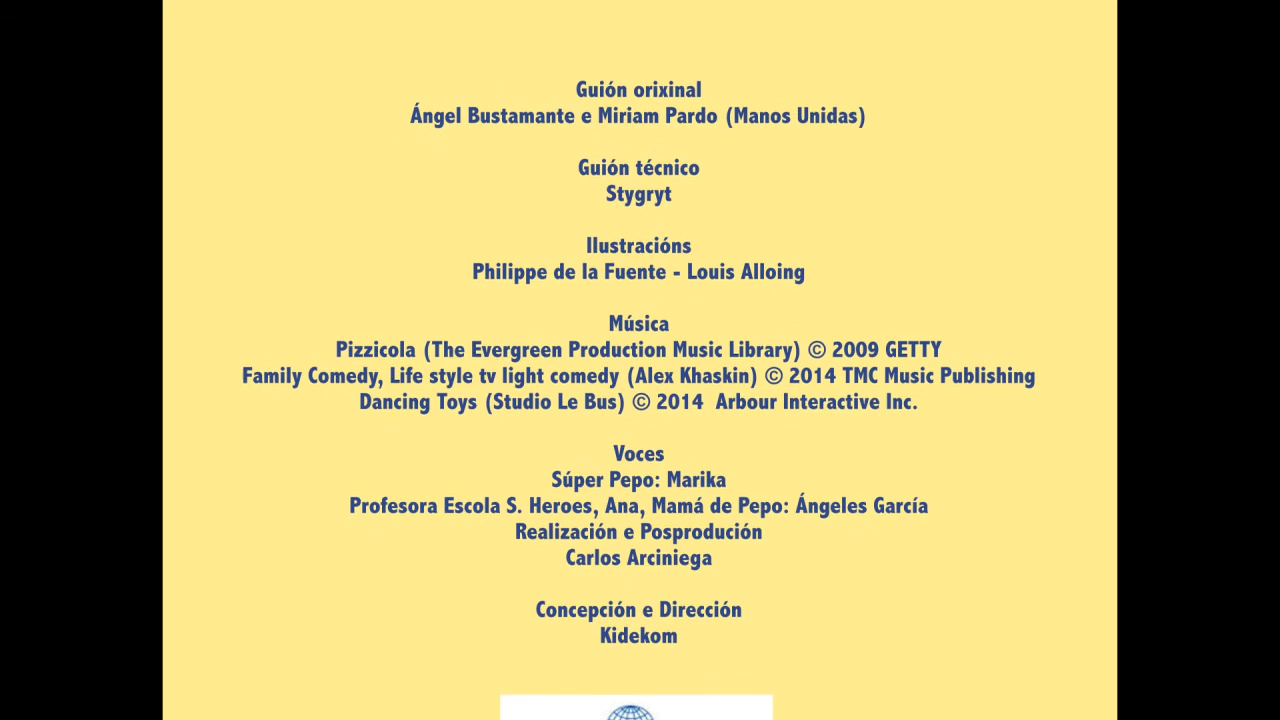 Guión orixinal
Ángel Bustamante e Miriam Pardo (Manos Unidas)
Guión técnico
Stygryt
Ilustracións
Philippe de la Fuente - Louis Alloing
Música
Pizzicola (The Evergreen Production Music Library) © 2009 GETTY
Family Comedy, Life style tv light comedy (Alex Khaskin) © 2014 TMC Music Publishing
Dancing Toys (Studio Le Bus) © 2014 Arbour Interactive Inc.
Voces
Súper Pepo: Marika
Profesora Escola S. Heroes, Ana, Mamá de Pepo: Ángeles García
Realización e Posprodución
Carlos Arciniega
Concepción e Dirección
Kidekom